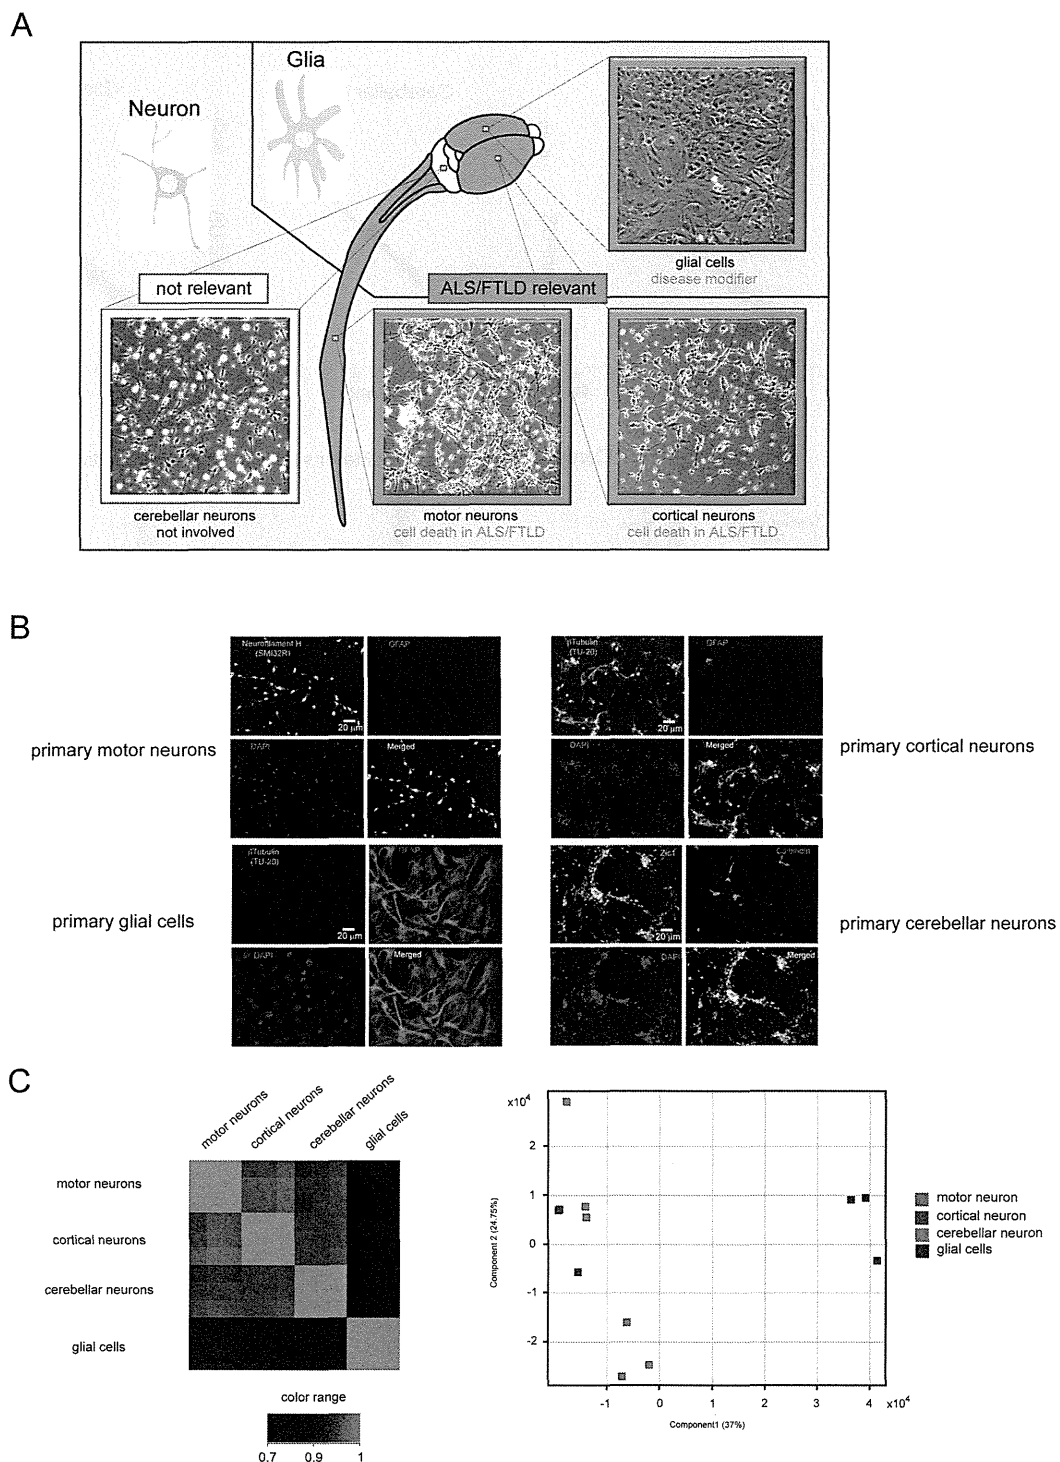 A
Neuron
Glia
glial cells
disease modifier
not relevant
ALS/FTLD relevant
cerebellar neurons
not involved
motor neurons
cell death in ALS/FTLD
cortical neurons
cell death in ALS/FTLD
B
primary motor neurons
Neurofilament H
(SMI32R)
GFAP
20 μm
DAPI
Merged
βTubulin
(TU-20)
GFAP
20 μm
DAPI
Merged
primary cortical neurons
primary glial cells
βTubulin
(TU-20)
GFAP
20 μm
DAPI
Merged
Zic1
20 μm
DAPI
Merged
primary cerebellar neurons
C
motor neurons
cortical neurons
cerebellar neurons
glial cells
motor neurons
cortical neurons
cerebellar neurons
glial cells
color range
0.7 0.9 1
x10⁴
2
1
0
-1
-2
Component 2 (24.75%)
-1 0 1 2 3 4 x10⁴
Component1 (37%)
motor neuron
cortical neuron
cerebellar neuron
glial cells